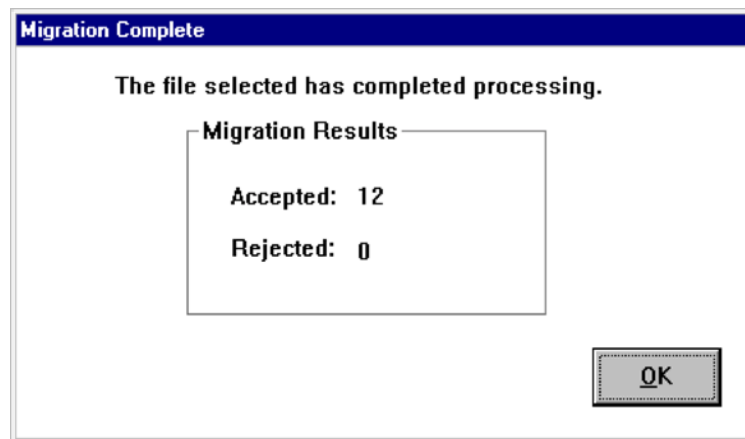 Migration Complete
The file selected has completed processing.
Migration Results
Accepted: 12
Rejected: 0
OK